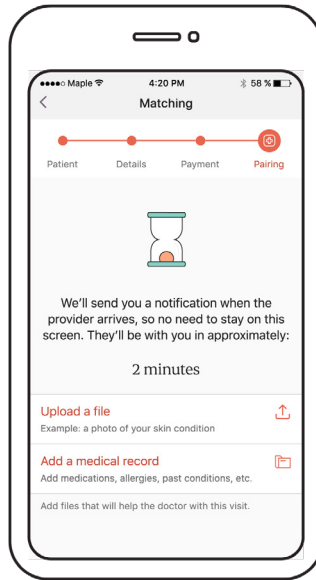 Maple 4:20 PM 58 %
Matching
Patient Details Payment Pairing
We'll send you a notification when the
provider arrives, so no need to stay on this
screen. They'll be with you in approximately:
2 minutes
Upload a file
Example: a photo of your skin condition
Add a medical record
Add medications, allergies, past conditions, etc.
Add files that will help the doctor with this visit.